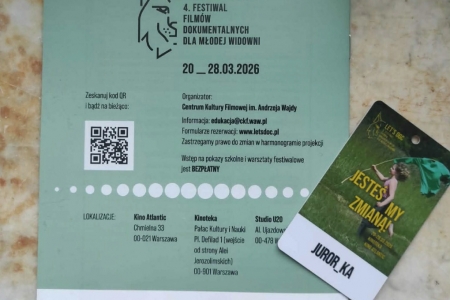 4. FESTIWAL
FILMÓW
DOKUMENTALNYCH
DLA MŁODEJ WIDOWNI
20 __ 28.03.2026
Zeskanuj kod QR
i bądź na bieżąco:
Organizator:
Centrum Kultury Filmowej im. Andrzeja Wajdy
Informacja: edukacja@ckf.waw.pl
Formularze rezerwacji: www.letsdoc.pl
Zastrzegamy prawo do zmian w harmonogramie projekcji
Wstęp na pokazy szkolne i warsztaty festiwalowe
jest BEZPŁATNY
LOKALIZACJE:
Kino Atlantic
Chmielna 33
00-021 Warszawa
Kinoteka
Pałac Kultury i Nauki
Pl. Defilad 1 (wejście
od strony Alei
Jerozolimskich)
00-901 Warszawa
Studio U20
Al. Ujazdow
00-478 W
LET'S DOC
JESTEŚMY
ZMIANĄ!
JUROR_KA